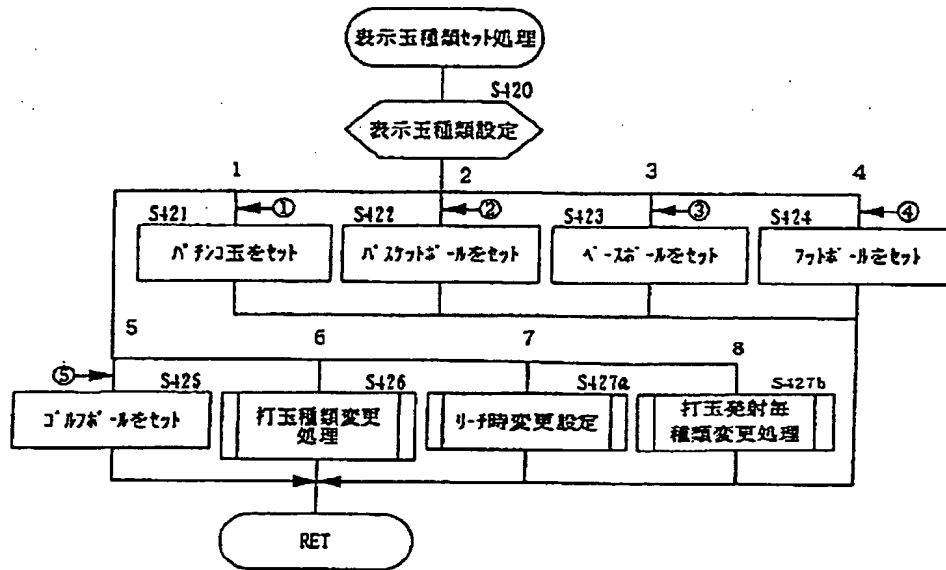 表示玉種類セット処理
S420
表示玉種類設定
1
2
3
4
①
②
③
④
S421
S422
S423
S424
パチンコ玉をセット
バスケットボールをセット
ベースボールをセット
フットボールをセット
5
6
7
8
⑤
S425
S426
S427a
S427b
ゴルフボールをセット
打玉種類変更
処理
リーチ時変更設定
打玉発射毎
種類変更処理
RET